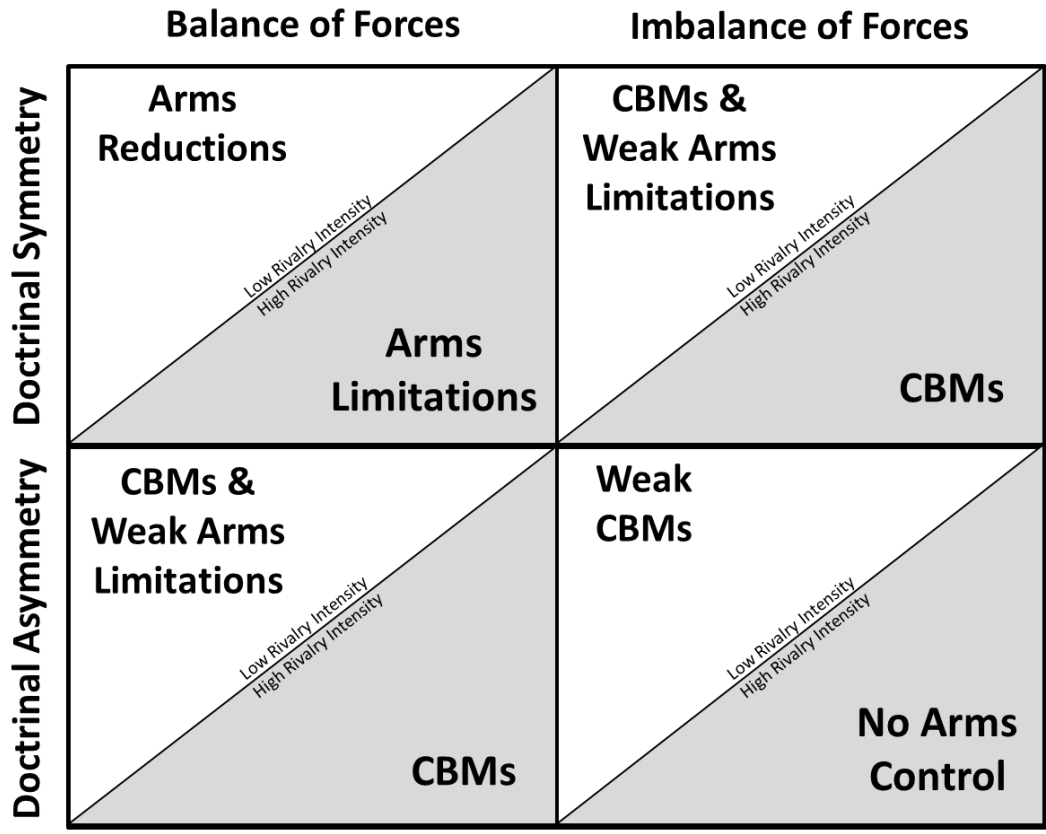 Balance of Forces
Imbalance of Forces
Doctrinal Symmetry
Arms
Reductions
Low Rivalry Intensity
High Rivalry Intensity
Arms
Limitations
CBMs &
Weak Arms
Limitations
Low Rivalry Intensity
High Rivalry Intensity
CBMs
Doctrinal Asymmetry
CBMs &
Weak Arms
Limitations
Low Rivalry Intensity
High Rivalry Intensity
CBMs
Weak
CBMs
Low Rivalry Intensity
High Rivalry Intensity
No Arms
Control